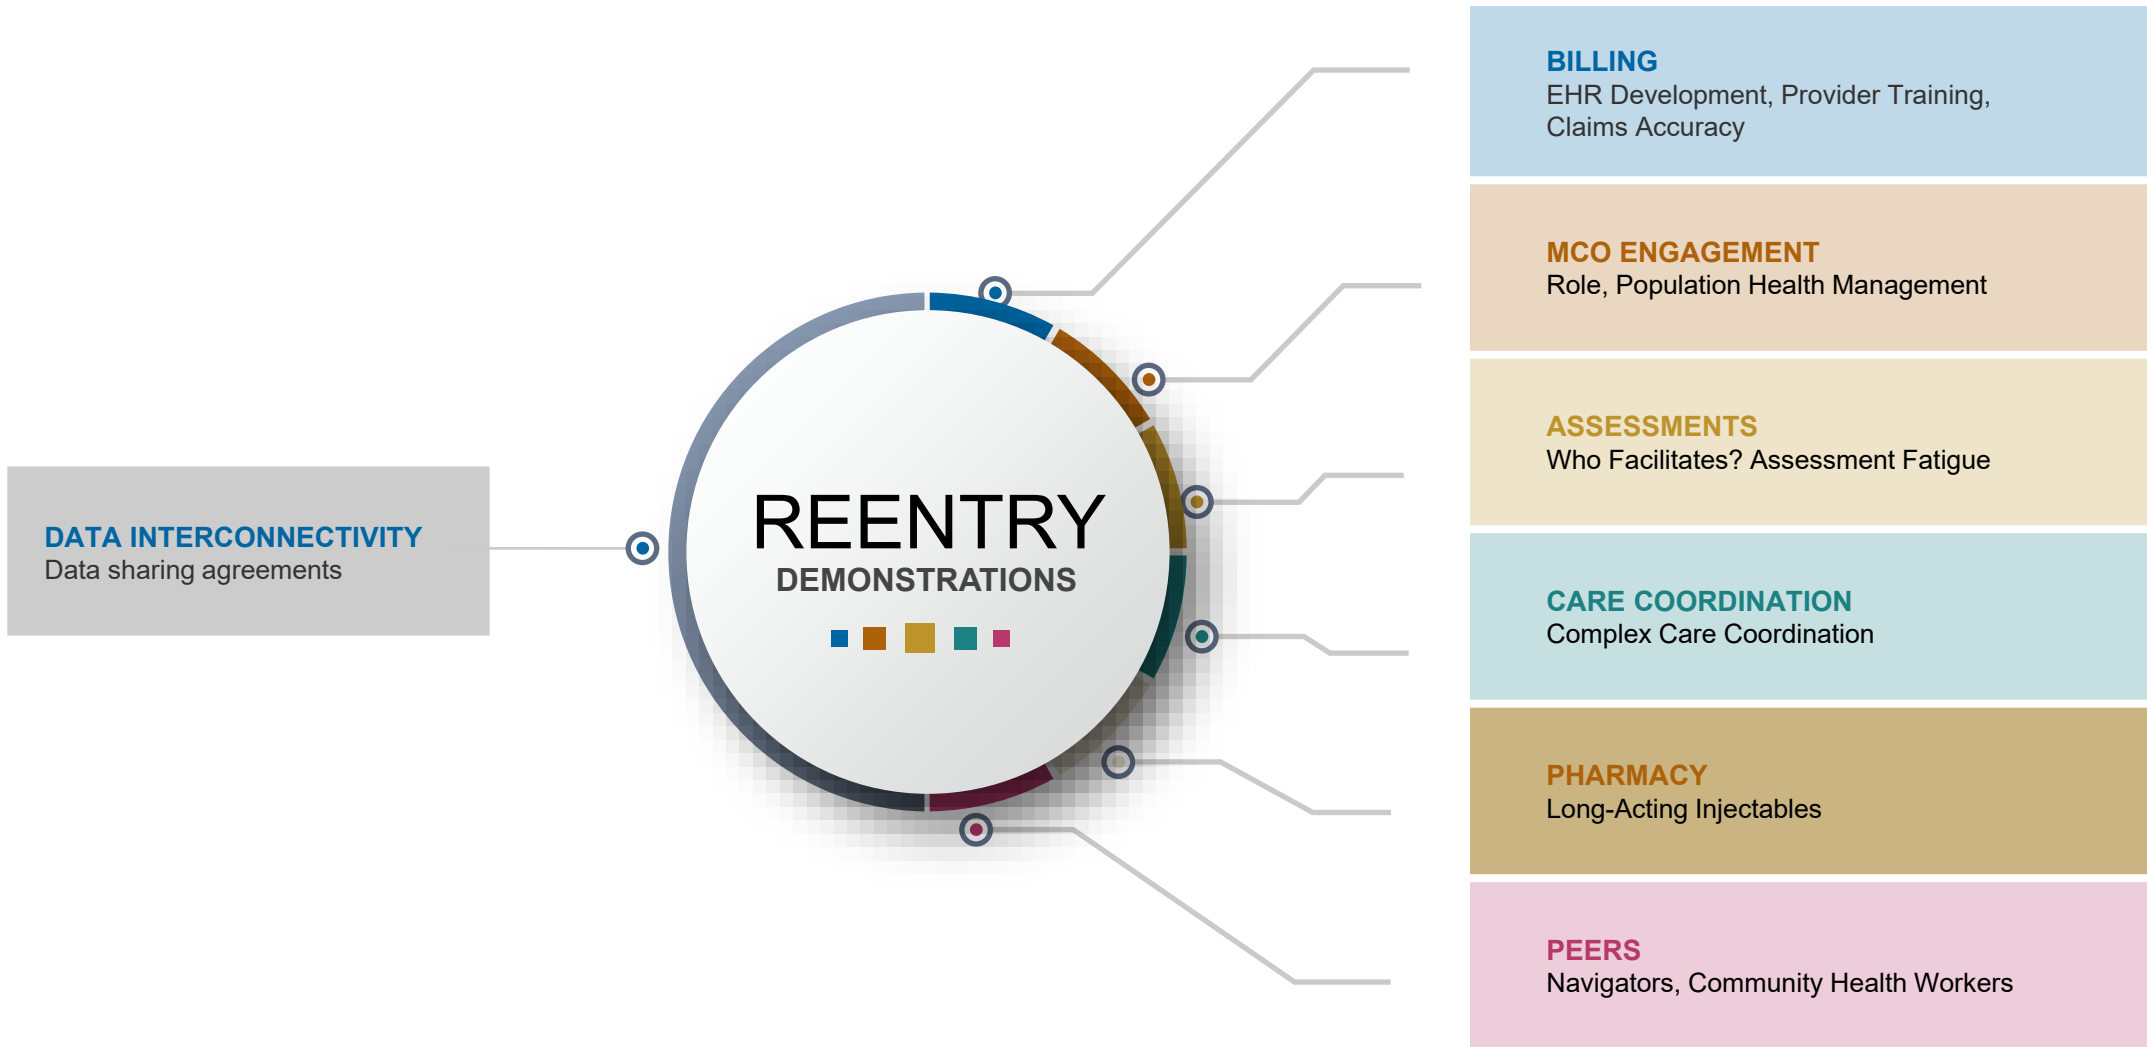 DATA INTERCONNECTIVITY
Data sharing agreements
REENTRY
DEMONSTRATIONS
BILLING
EHR Development, Provider Training,
Claims Accuracy
MCO ENGAGEMENT
Role, Population Health Management
ASSESSMENTS
Who Facilitates? Assessment Fatigue
CARE COORDINATION
Complex Care Coordination
PHARMACY
Long-Acting Injectables
PEERS
Navigators, Community Health Workers